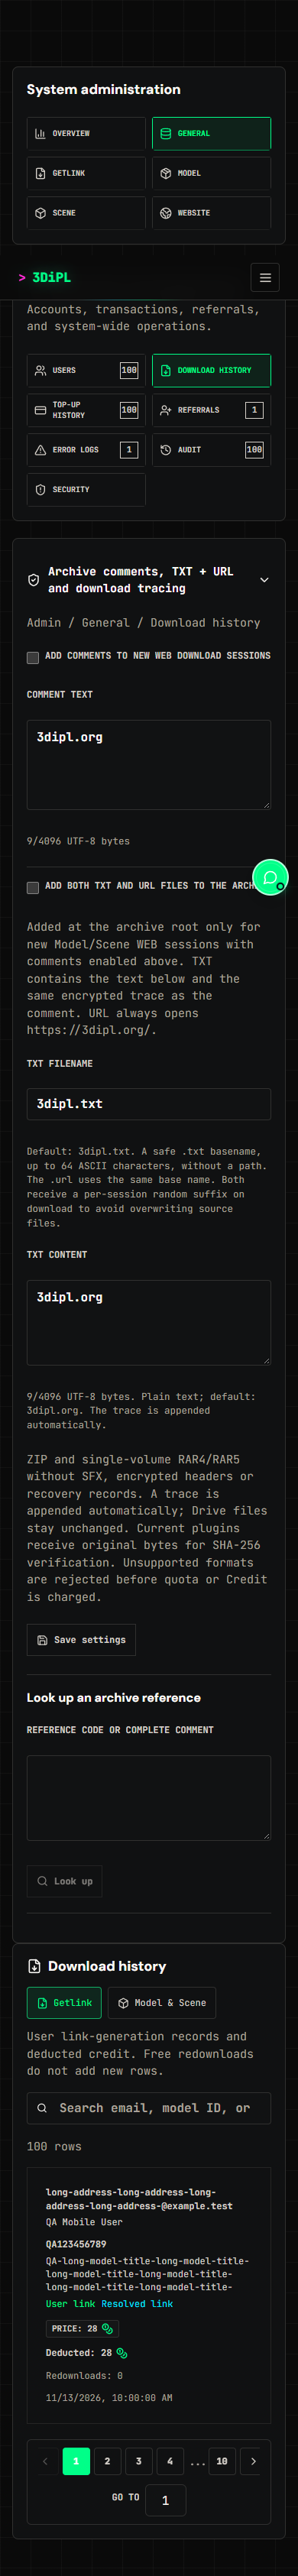 System administration
OVERVIEW
GENERAL
GETLINK
MODEL
SCENE
WEBSITE
> 3DiPL
Accounts, transactions, referrals,
and system-wide operations.
USERS 100
DOWNLOAD HISTORY
TOP-UP
HISTORY 100
REFERRALS 1
ERROR LOGS 1
AUDIT 100
SECURITY
Archive comments, TXT + URL
and download tracing
Admin / General / Download history
ADD COMMENTS TO NEW WEB DOWNLOAD SESSIONS
COMMENT TEXT
3dipl.org
9/4096 UTF-8 bytes
ADD BOTH TXT AND URL FILES TO THE
Added at the archive root only for
new Model/Scene WEB sessions with
comments enabled above. TXT
contains the text below and the
same encrypted trace as the
comment. URL always opens
https://3dipl.org/.
TXT FILENAME
3dipl.txt
Default: 3dipl.txt. A safe .txt basename,
up to 64 ASCII characters, without a path.
The .url uses the same base name. Both
receive a per-session random suffix on
download to avoid overwriting source
files.
TXT CONTENT
3dipl.org
9/4096 UTF-8 bytes. Plain text; default:
3dipl.org. The trace is appended
automatically.
ZIP and single-volume RAR4/RAR5
without SFX, encrypted headers or
recovery records. A trace is
appended automatically; Drive files
stay unchanged. Current plugins
receive original bytes for SHA-256
verification. Unsupported formats
are rejected before quota or Credit
is charged.
Save settings
Look up an archive reference
REFERENCE CODE OR COMPLETE COMMENT
Look up
Download history
Getlink
Model & Scene
User link-generation records and
deducted credit. Free redownloads
do not add new rows.
Search email, model ID, or
100 rows
long-address-long-address-long-
address-long-address-@example.test
QA Mobile User
QA123456789
QA-long-model-title-long-model-title-
long-model-title-long-model-title-
long-model-title-long-model-title-
User link Resolved link
PRICE: 28
Deducted: 28
Redownloads: 0
11/13/2026, 10:00:00 AM
1 2 3 4 ... 10
GO TO 1